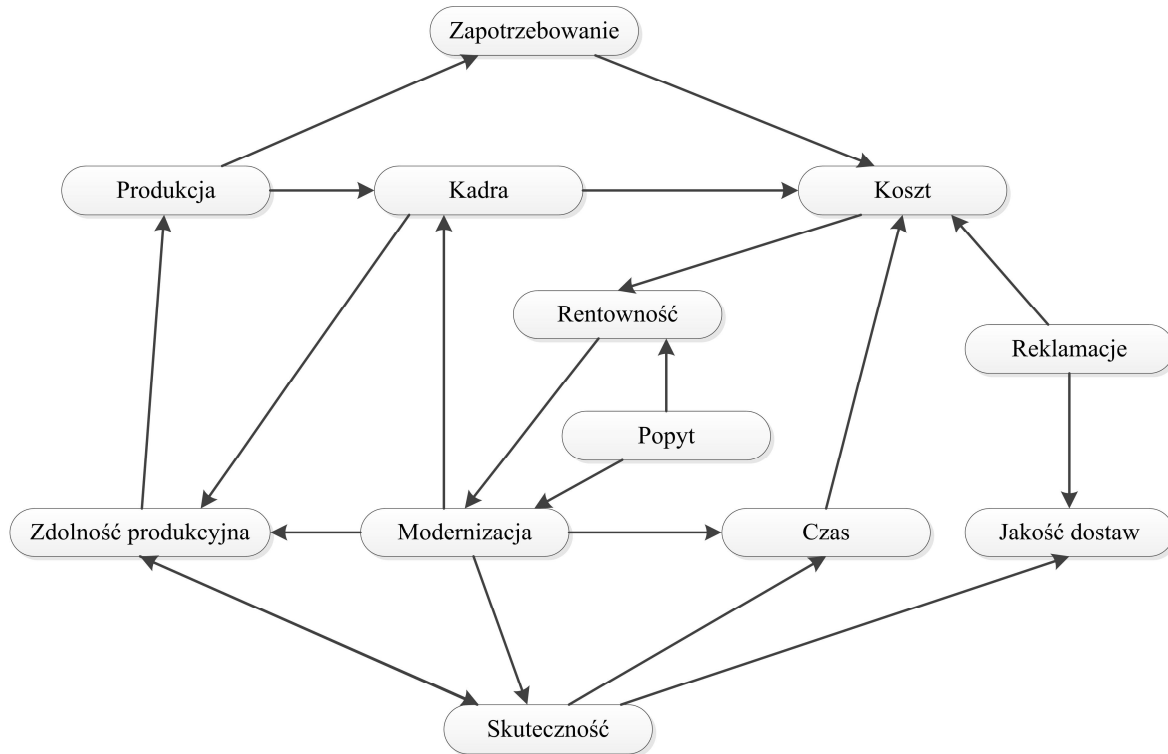 Zapotrzebowanie
Produkcja
Kadra
Koszt
Rentowność
Reklamacje
Popyt
Zdolność produkcyjna
Modernizacja
Czas
Jakość dostaw
Skuteczność